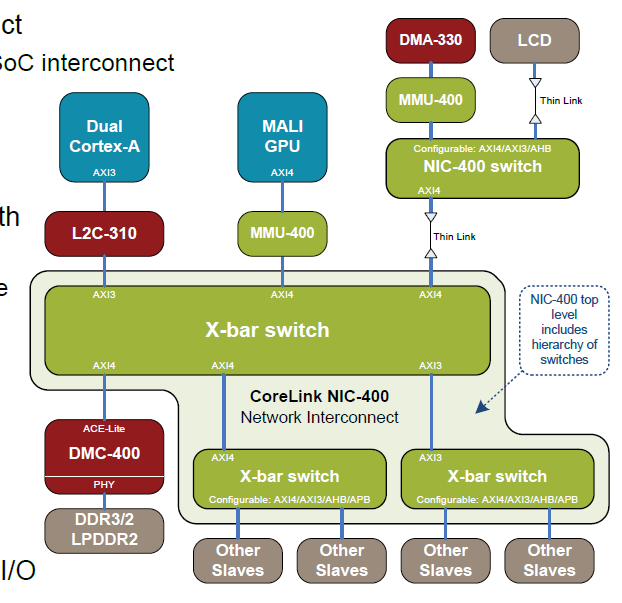 ct
SoC interconnect
th
e
I/O
DMA-330
LCD
MMU-400
Thin Link
Configurable: AXI4/AXI3/AHB
NIC-400 switch
AXI4
Thin Link
Dual
Cortex-A
AXI3
MALI
GPU
AXI4
L2C-310
MMU-400
AXI3
AXI4
AXI4
X-bar switch
AXI4
AXI4
AXI3
NIC-400 top
level
includes
hierarchy of
switches
CoreLink NIC-400
Network Interconnect
ACE-Lite
DMC-400
PHY
DDR3/2
LPDDR2
AXI4
X-bar switch
Configurable: AXI4/AXI3/AHB/APB
AXI3
X-bar switch
Configurable: AXI4/AXI3/AHB/APB
Other
Slaves
Other
Slaves
Other
Slaves
Other
Slaves